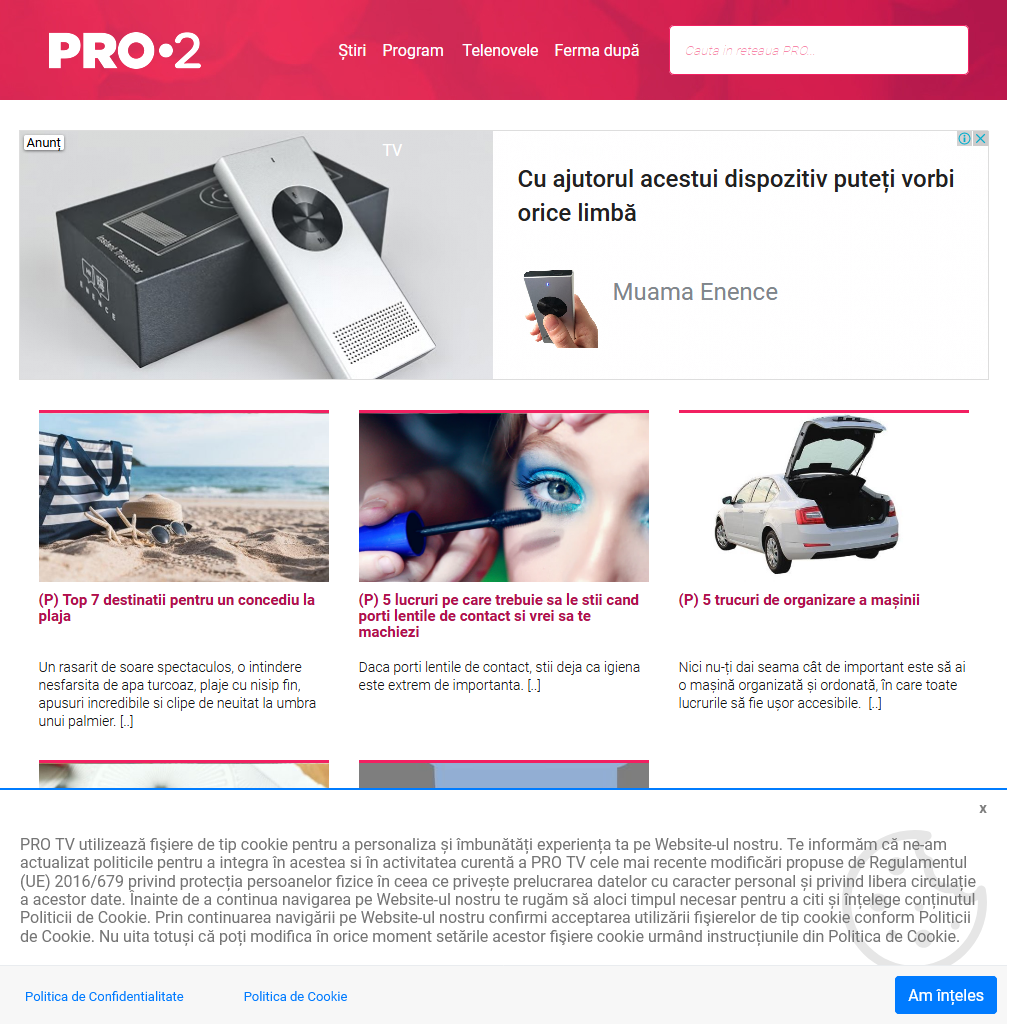 PRO•2
Știri Program Telenovele Ferma după
Cauta in reteaua PRO...
Anunț
TV
Instant Translator
ENENCE
Cu ajutorul acestui dispozitiv puteți vorbi
orice limbă
Muama Enence
(P) Top 7 destinatii pentru un concediu la
plaja
Un rasarit de soare spectaculos, o intindere
nesfarsita de apa turcoaz, plaje cu nisip fin,
apusuri incredibile si clipe de neuitat la umbra
unui palmier. [..]
(P) 5 lucruri pe care trebuie sa le stii cand
porti lentile de contact si vrei sa te
machiezi
Daca porti lentile de contact, stii deja ca igiena
este extrem de importanta. [..]
(P) 5 trucuri de organizare a mașinii
Nici nu-ți dai seama cât de important este să ai
o mașină organizată și ordonată, în care toate
lucrurile să fie ușor accesibile. [..]
x
PRO TV utilizează fişiere de tip cookie pentru a personaliza și îmbunătăți experiența ta pe Website-ul nostru. Te informăm că ne-am
actualizat politicile pentru a integra în acestea si în activitatea curentă a PRO TV cele mai recente modificări propuse de Regulamentul
(UE) 2016/679 privind protecția persoanelor fizice în ceea ce privește prelucrarea datelor cu caracter personal și privind libera circulație
a acestor date. Înainte de a continua navigarea pe Website-ul nostru te rugăm să aloci timpul necesar pentru a citi și înțelege conținutul
Politicii de Cookie. Prin continuarea navigării pe Website-ul nostru confirmi acceptarea utilizării fişierelor de tip cookie conform Politicii
de Cookie. Nu uita totuși că poți modifica în orice moment setările acestor fişiere cookie urmând instrucțiunile din Politica de Cookie.
Politica de Confidentialitate
Politica de Cookie
Am înțeles